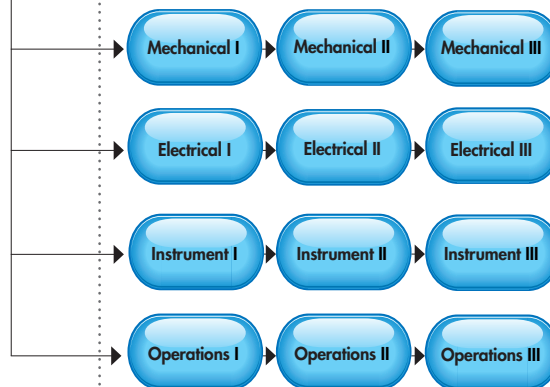 Mechanical I Mechanical II Mechanical III
Electrical I Electrical II Electrical III
Instrument I Instrument II Instrument III
Operations I Operations II Operations III